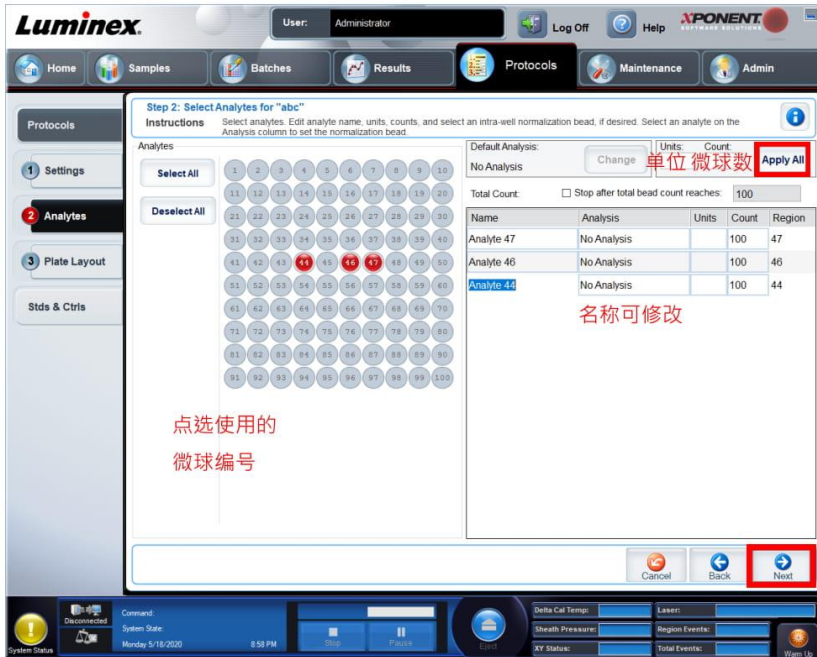 Luminex.
User: Administrator
Log Off
Help
XPONENT.
SOFTWARE SOLUTIONS
Home
Samples
Batches
Results
Protocols
Maintenance
Admin
Protocols
1 Settings
2 Analytes
3 Plate Layout
Stds & Ctrls
Step 2: Select Analytes for "abc"
Instructions Select analytes. Edit analyte name, units, counts, and select an intra-well normalization bead, if desired. Select an analyte on the
Analysis column to set the normalization bead.
Analytes
Select All
Deselect All
1 2 3 4 5 6 7 8 9 10
11 12 13 14 15 16 17 18 19 20
21 22 23 24 25 26 27 28 29 30
31 32 33 34 35 36 37 38 39 40
41 42 43 44 45 46 47 48 49 50
51 52 53 54 55 56 57 58 59 60
61 62 63 64 65 66 67 68 69 70
71 72 73 74 75 76 77 78 79 80
81 82 83 84 85 86 87 88 89 90
91 92 93 94 95 96 97 98 99 100
点选使用的
微球编号
Default Analysis: Units: Count:
No Analysis Change 单位 微球数 Apply All
Total Count: Stop after total bead count reaches: 100
Name Analysis Units Count Region
Analyte 47 No Analysis 100 47
Analyte 46 No Analysis 100 46
Analyte 44 No Analysis 100 44
名称可修改
Cancel
Back
Next
System Status
Disconnected
Command:
System State:
Monday 5/18/2020 8:58 PM
Stop
Pause
Eject
Delta Cal Temp:
Laser:
Sheath Pressure:
Region Events:
XY Status:
Total Events:
Warm Up